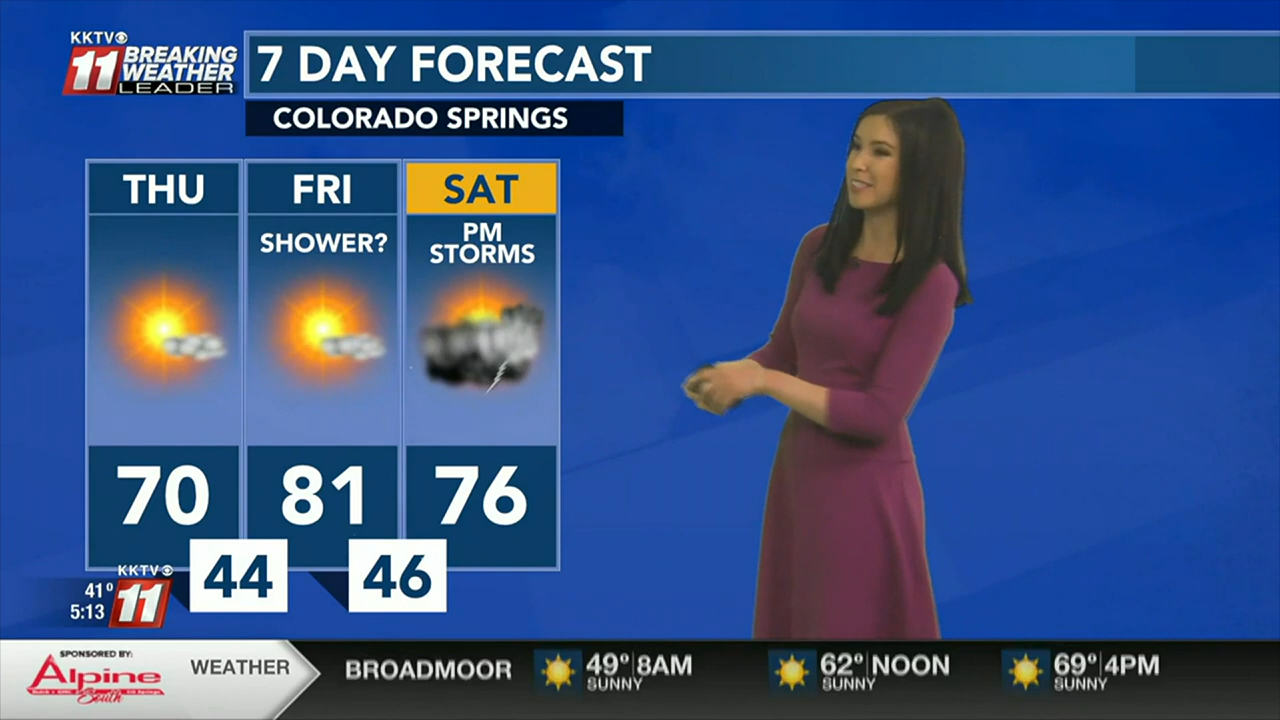 KKTV
11 BREAKING
WEATHER
LEADER
7 DAY FORECAST
COLORADO SPRINGS
THU
FRI
SAT
SHOWER?
PM
STORMS
70
81
76
44
46
KKTV
11
41°
5:13
SPONSORED BY:
Alpine
South
WEATHER
BROADMOOR
49° 8AM
SUNNY
62° NOON
SUNNY
69° 4PM
SUNNY